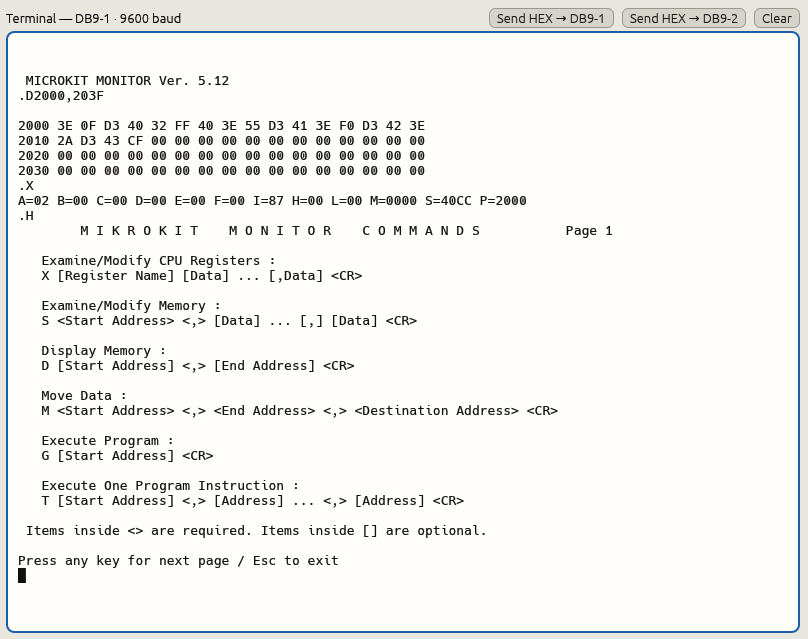 Terminal — DB9-1 · 9600 baud
Send HEX → DB9-1
Send HEX → DB9-2
Clear
MICROKIT MONITOR Ver. 5.12
.D2000,203F
2000 3E 0F D3 40 32 FF 40 3E 55 D3 41 3E F0 D3 42 3E
2010 2A D3 43 CF 00 00 00 00 00 00 00 00 00 00 00 00
2020 00 00 00 00 00 00 00 00 00 00 00 00 00 00 00 00
2030 00 00 00 00 00 00 00 00 00 00 00 00 00 00 00 00
.X
A=02 B=00 C=00 D=00 E=00 F=00 I=87 H=00 L=00 M=0000 S=40CC P=2000
.H
M I K R O K I T    M O N I T O R    C O M M A N D S           Page 1
Examine/Modify CPU Registers :
X [Register Name] [Data] ... [,Data] <CR>
Examine/Modify Memory :
S <Start Address> <,> [Data] ... [,] [Data] <CR>
Display Memory :
D [Start Address] <,> [End Address] <CR>
Move Data :
M <Start Address> <,> <End Address> <,> <Destination Address> <CR>
Execute Program :
G [Start Address] <CR>
Execute One Program Instruction :
T [Start Address] <,> [Address] ... <,> [Address] <CR>
Items inside <> are required. Items inside [] are optional.
Press any key for next page / Esc to exit